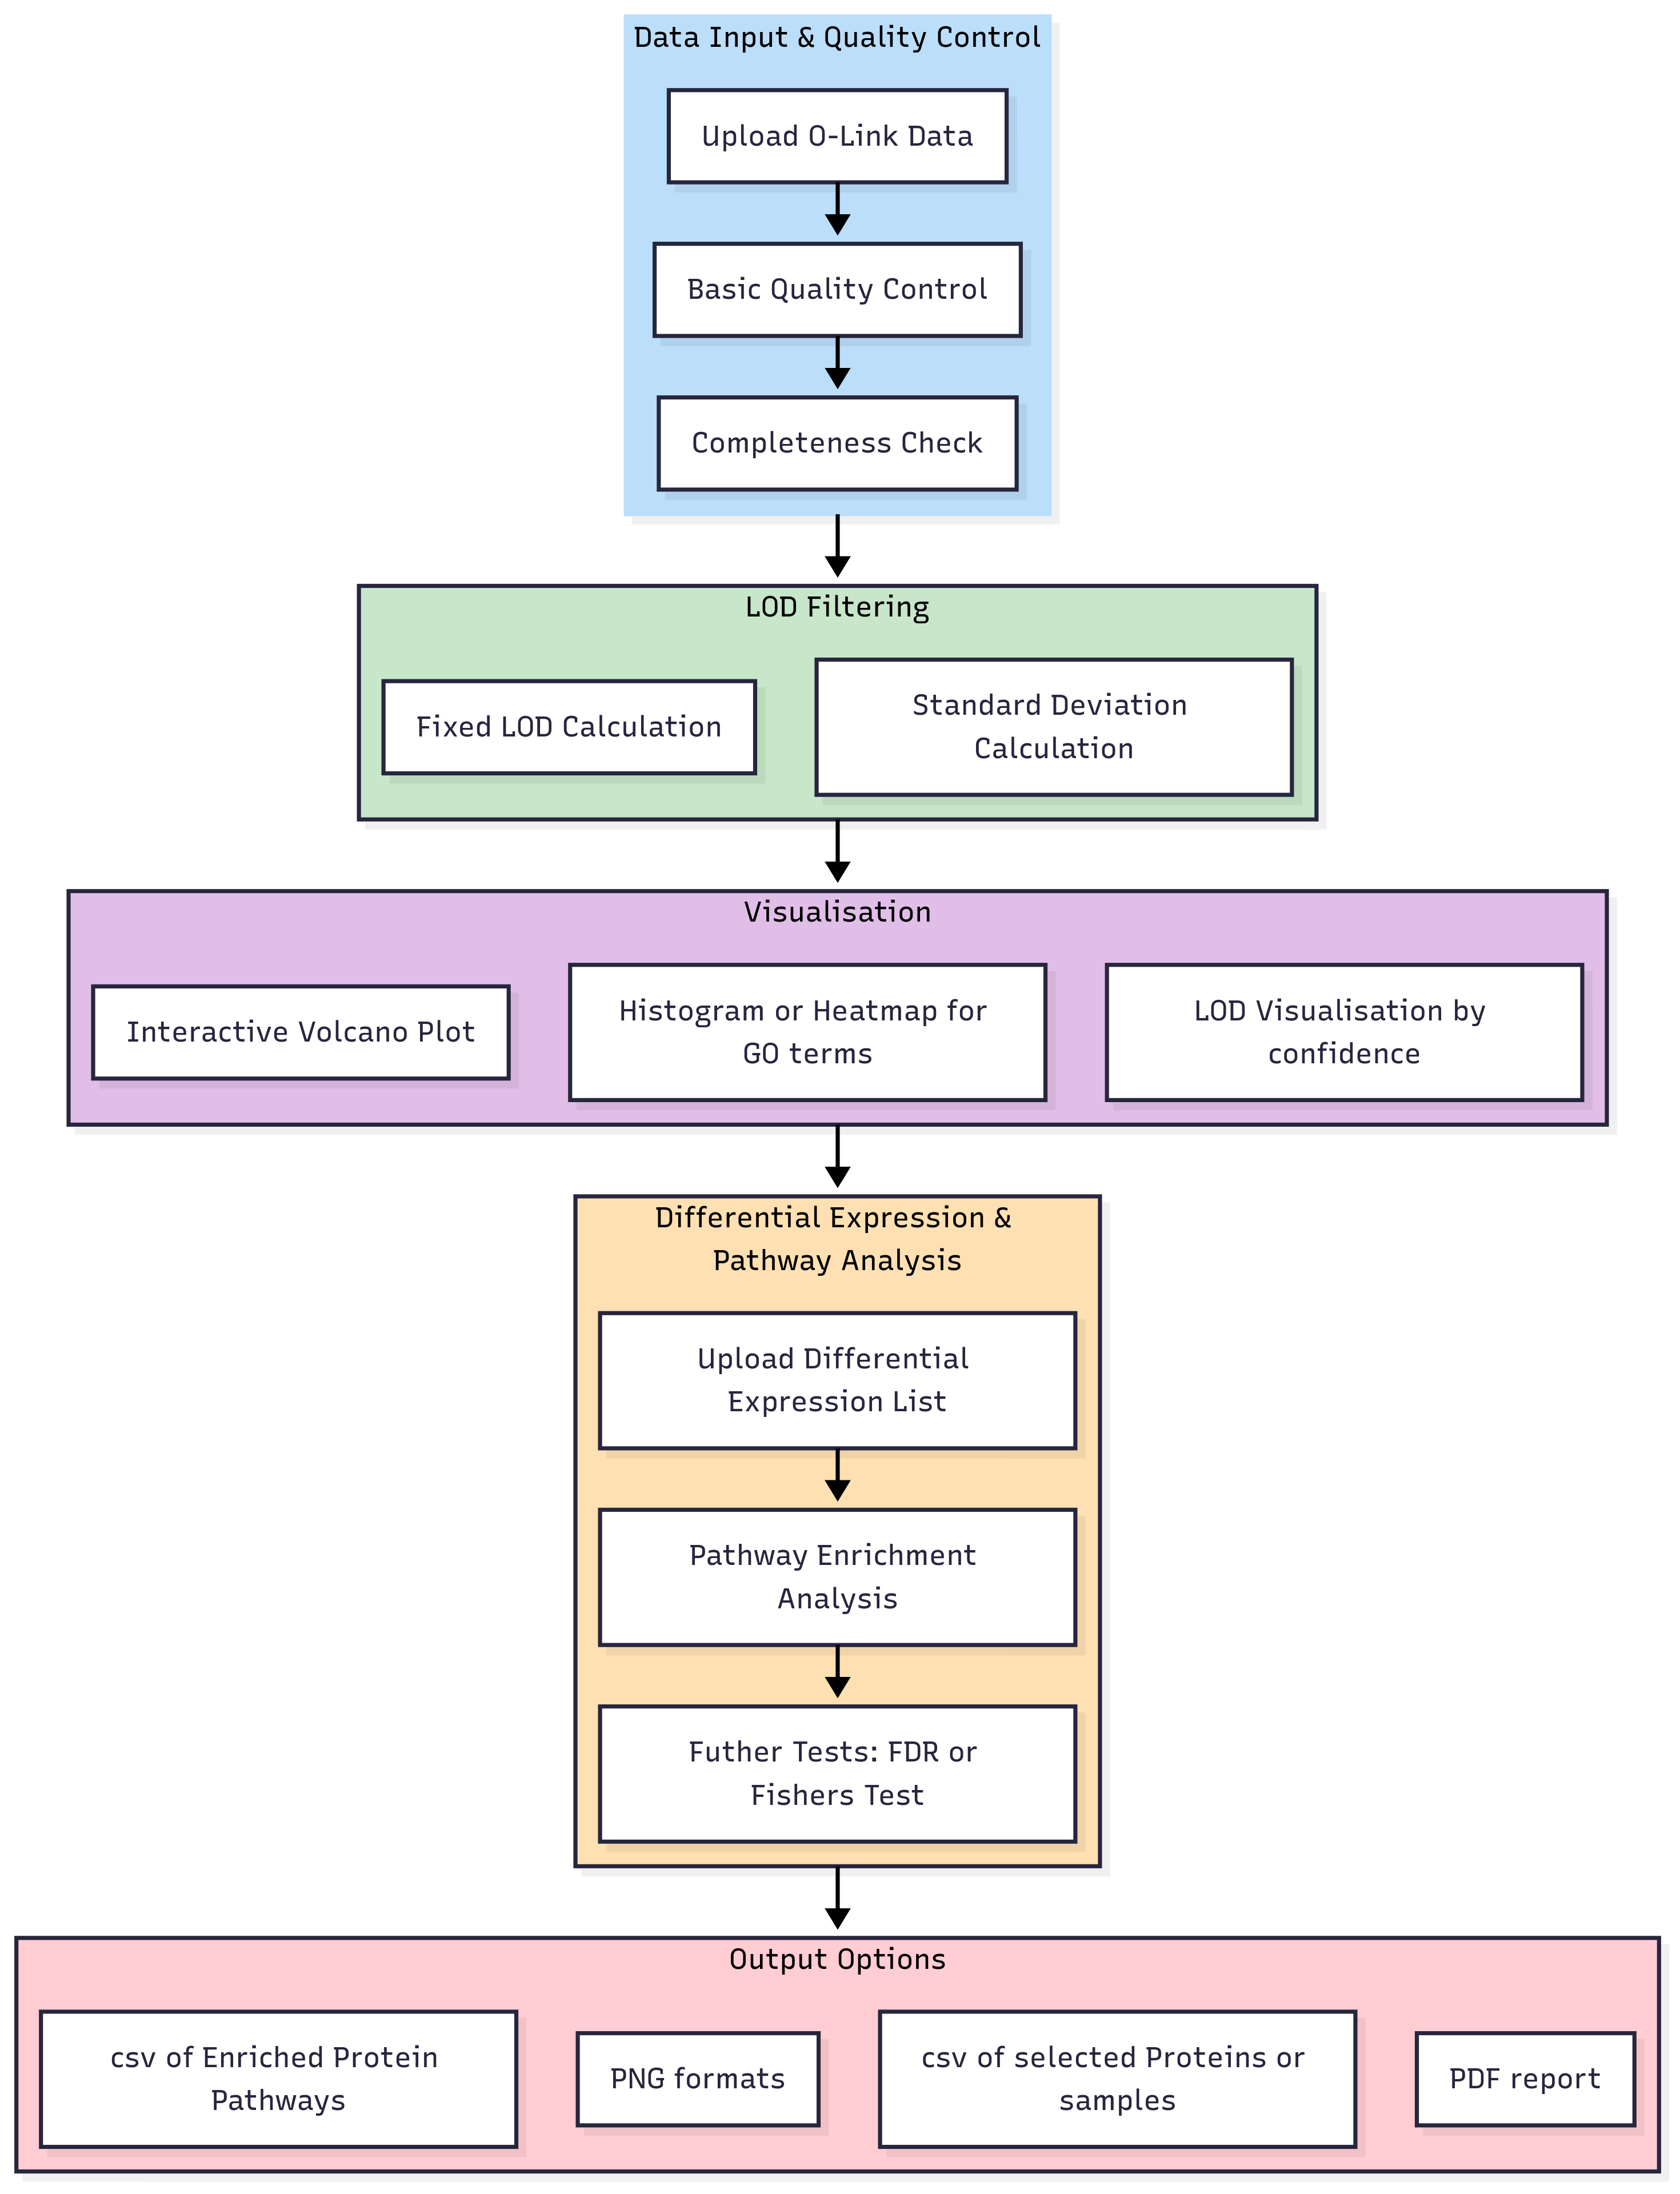 Data Input & Quality Control
Upload O-Link Data
Basic Quality Control
Completeness Check
LOD Filtering
Fixed LOD Calculation
Standard Deviation
Calculation
Visualisation
Interactive Volcano Plot
Histogram or Heatmap for
GO terms
LOD Visualisation by
confidence
Differential Expression &
Pathway Analysis
Upload Differential
Expression List
Pathway Enrichment
Analysis
Futher Tests: FDR or
Fishers Test
Output Options
csv of Enriched Protein
Pathways
PNG formats
csv of selected Proteins or
samples
PDF report